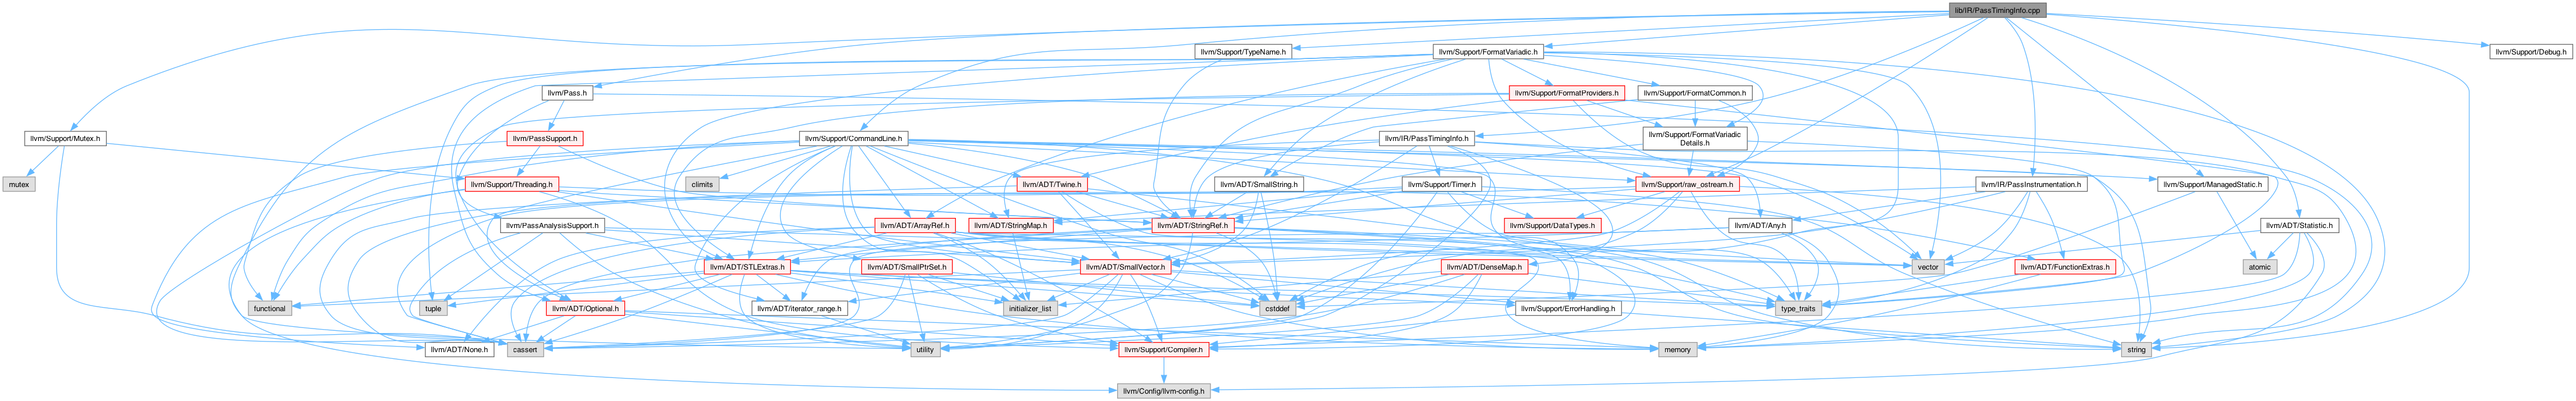 lib/IR/PassTimingInfo.cpp
llvm/Support/TypeName.h
llvm/Support/FormatVariadic.h
llvm/Support/Debug.h
llvm/Pass.h
llvm/Support/FormatProviders.h
llvm/Support/FormatCommon.h
llvm/Support/Mutex.h
llvm/PassSupport.h
llvm/Support/CommandLine.h
llvm/IR/PassTimingInfo.h
llvm/Support/FormatVariadic
Details.h
mutex
llvm/Support/Threading.h
climits
llvm/ADT/Twine.h
llvm/ADT/SmallString.h
llvm/Support/Timer.h
llvm/Support/raw_ostream.h
llvm/IR/PassInstrumentation.h
llvm/Support/ManagedStatic.h
llvm/PassAnalysisSupport.h
llvm/ADT/ArrayRef.h
llvm/ADT/StringMap.h
llvm/ADT/StringRef.h
llvm/Support/DataTypes.h
llvm/ADT/Any.h
llvm/ADT/Statistic.h
llvm/ADT/STLExtras.h
llvm/ADT/SmallPtrSet.h
llvm/ADT/SmallVector.h
llvm/ADT/DenseMap.h
vector
llvm/ADT/FunctionExtras.h
atomic
functional
tuple
llvm/ADT/Optional.h
llvm/ADT/iterator_range.h
initializer_list
cstddef
llvm/Support/ErrorHandling.h
type_traits
llvm/ADT/None.h
cassert
utility
llvm/Support/Compiler.h
memory
string
llvm/Config/llvm-config.h